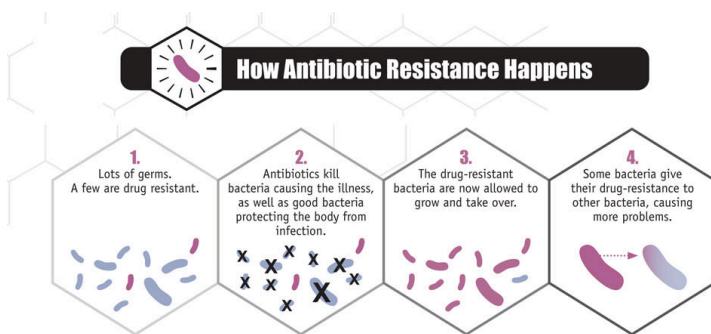 How Antibiotic Resistance Happens
1.
Lots of germs.
A few are drug resistant.
2.
Antibiotics kill
bacteria causing the illness,
as well as good bacteria
protecting the body from
infection.
3.
The drug-resistant
bacteria are now allowed to
grow and take over.
4.
Some bacteria give
their drug-resistance to
other bacteria, causing
more problems.